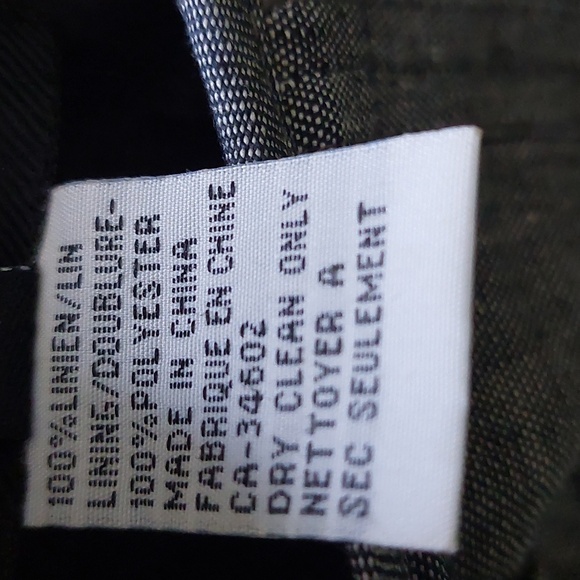 100%LINIEN/LIN
LINING/DOUBLURE-
100%POLYESTER
MADE IN CHINA
FABRIQUE EN CHINE
CA-34602
DRY CLEAN ONLY
NETTOYER A
SEC SEULEMENT